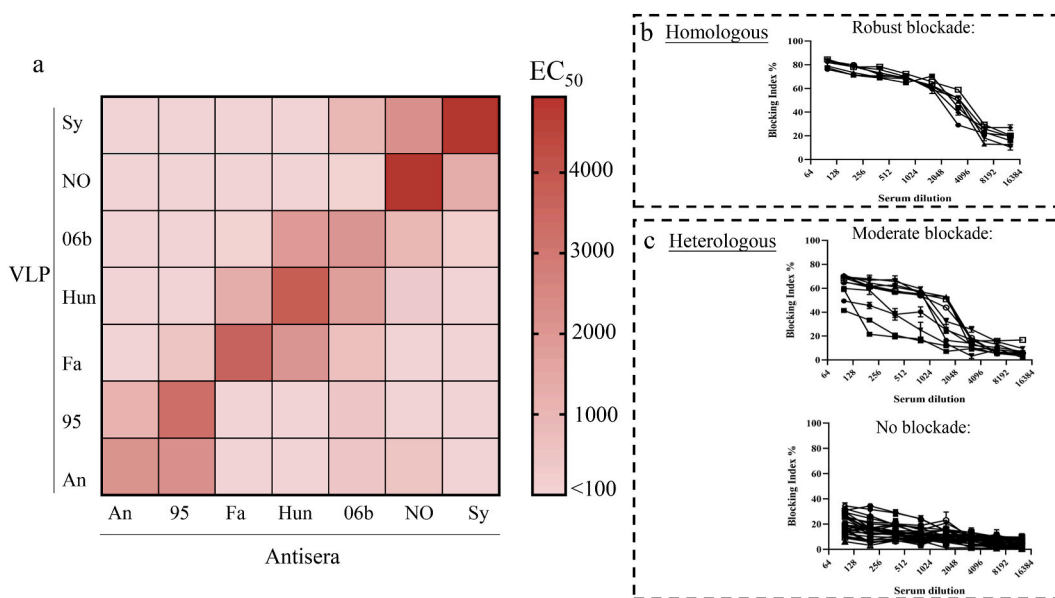 a
EC50
Sy
NO
06b
VLP
Hun
Fa
95
An
An 95 Fa Hun 06b NO Sy
Antisera
4000
3000
2000
1000
<100
b Homologous
Robust blockade:
Blocking Index %
100
80
60
40
20
0
64 128 256 512 1024 2048 4096 8192 16384
Serum dilution
c Heterologous
Moderate blockade:
Blocking Index %
100
80
60
40
20
0
64 128 256 512 1024 2048 4096 8192 16384
Serum dilution
No blockade:
Blocking Index %
100
80
60
40
20
0
64 128 256 512 1024 2048 4096 8192 16384
Serum dilution